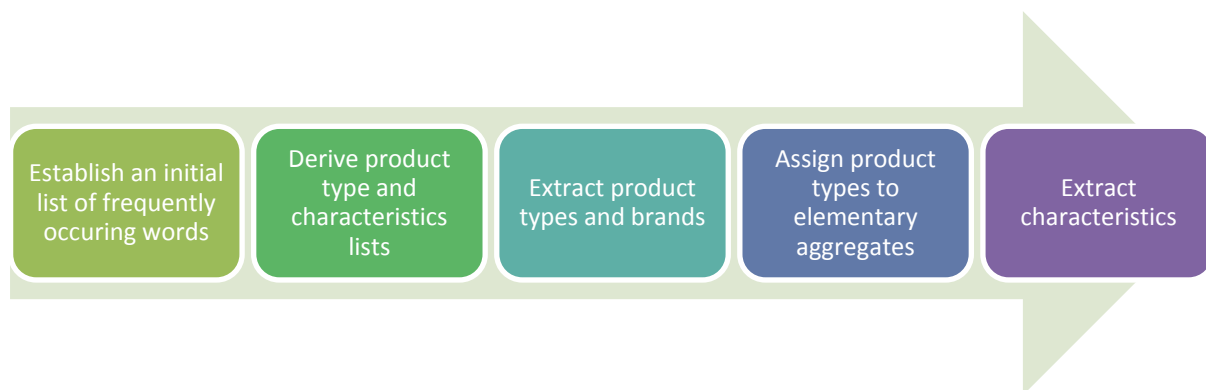 Establish an initial
list of frequently
occuring words
Derive product
type and
characteristics
lists
Extract product
types and brands
Assign product
types to
elementary
aggregates
Extract
characteristics